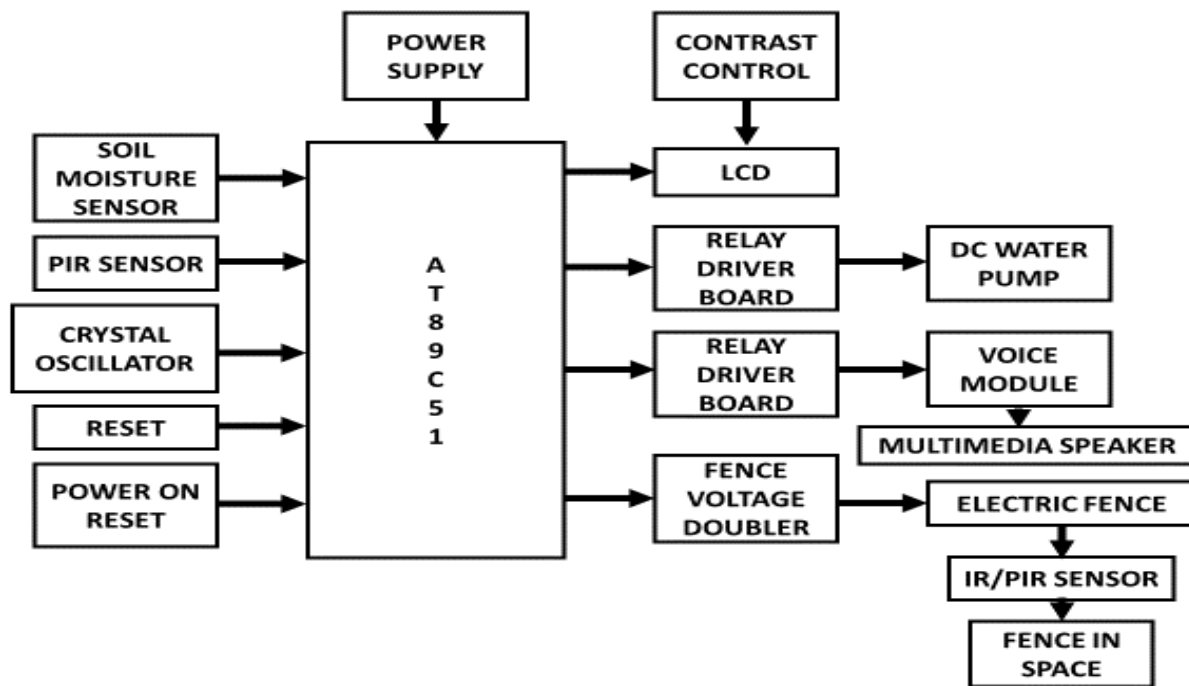 POWER
SUPPLY
CONTRAST
CONTROL
SOIL
MOISTURE
SENSOR
PIR SENSOR
CRYSTAL
OSCILLATOR
RESET
POWER ON
RESET
A
T
8
9
C
5
1
LCD
RELAY
DRIVER
BOARD
DC WATER
PUMP
RELAY
DRIVER
BOARD
VOICE
MODULE
MULTIMEDIA SPEAKER
FENCE
VOLTAGE
DOUBLER
ELECTRIC FENCE
IR/PIR SENSOR
FENCE IN
SPACE